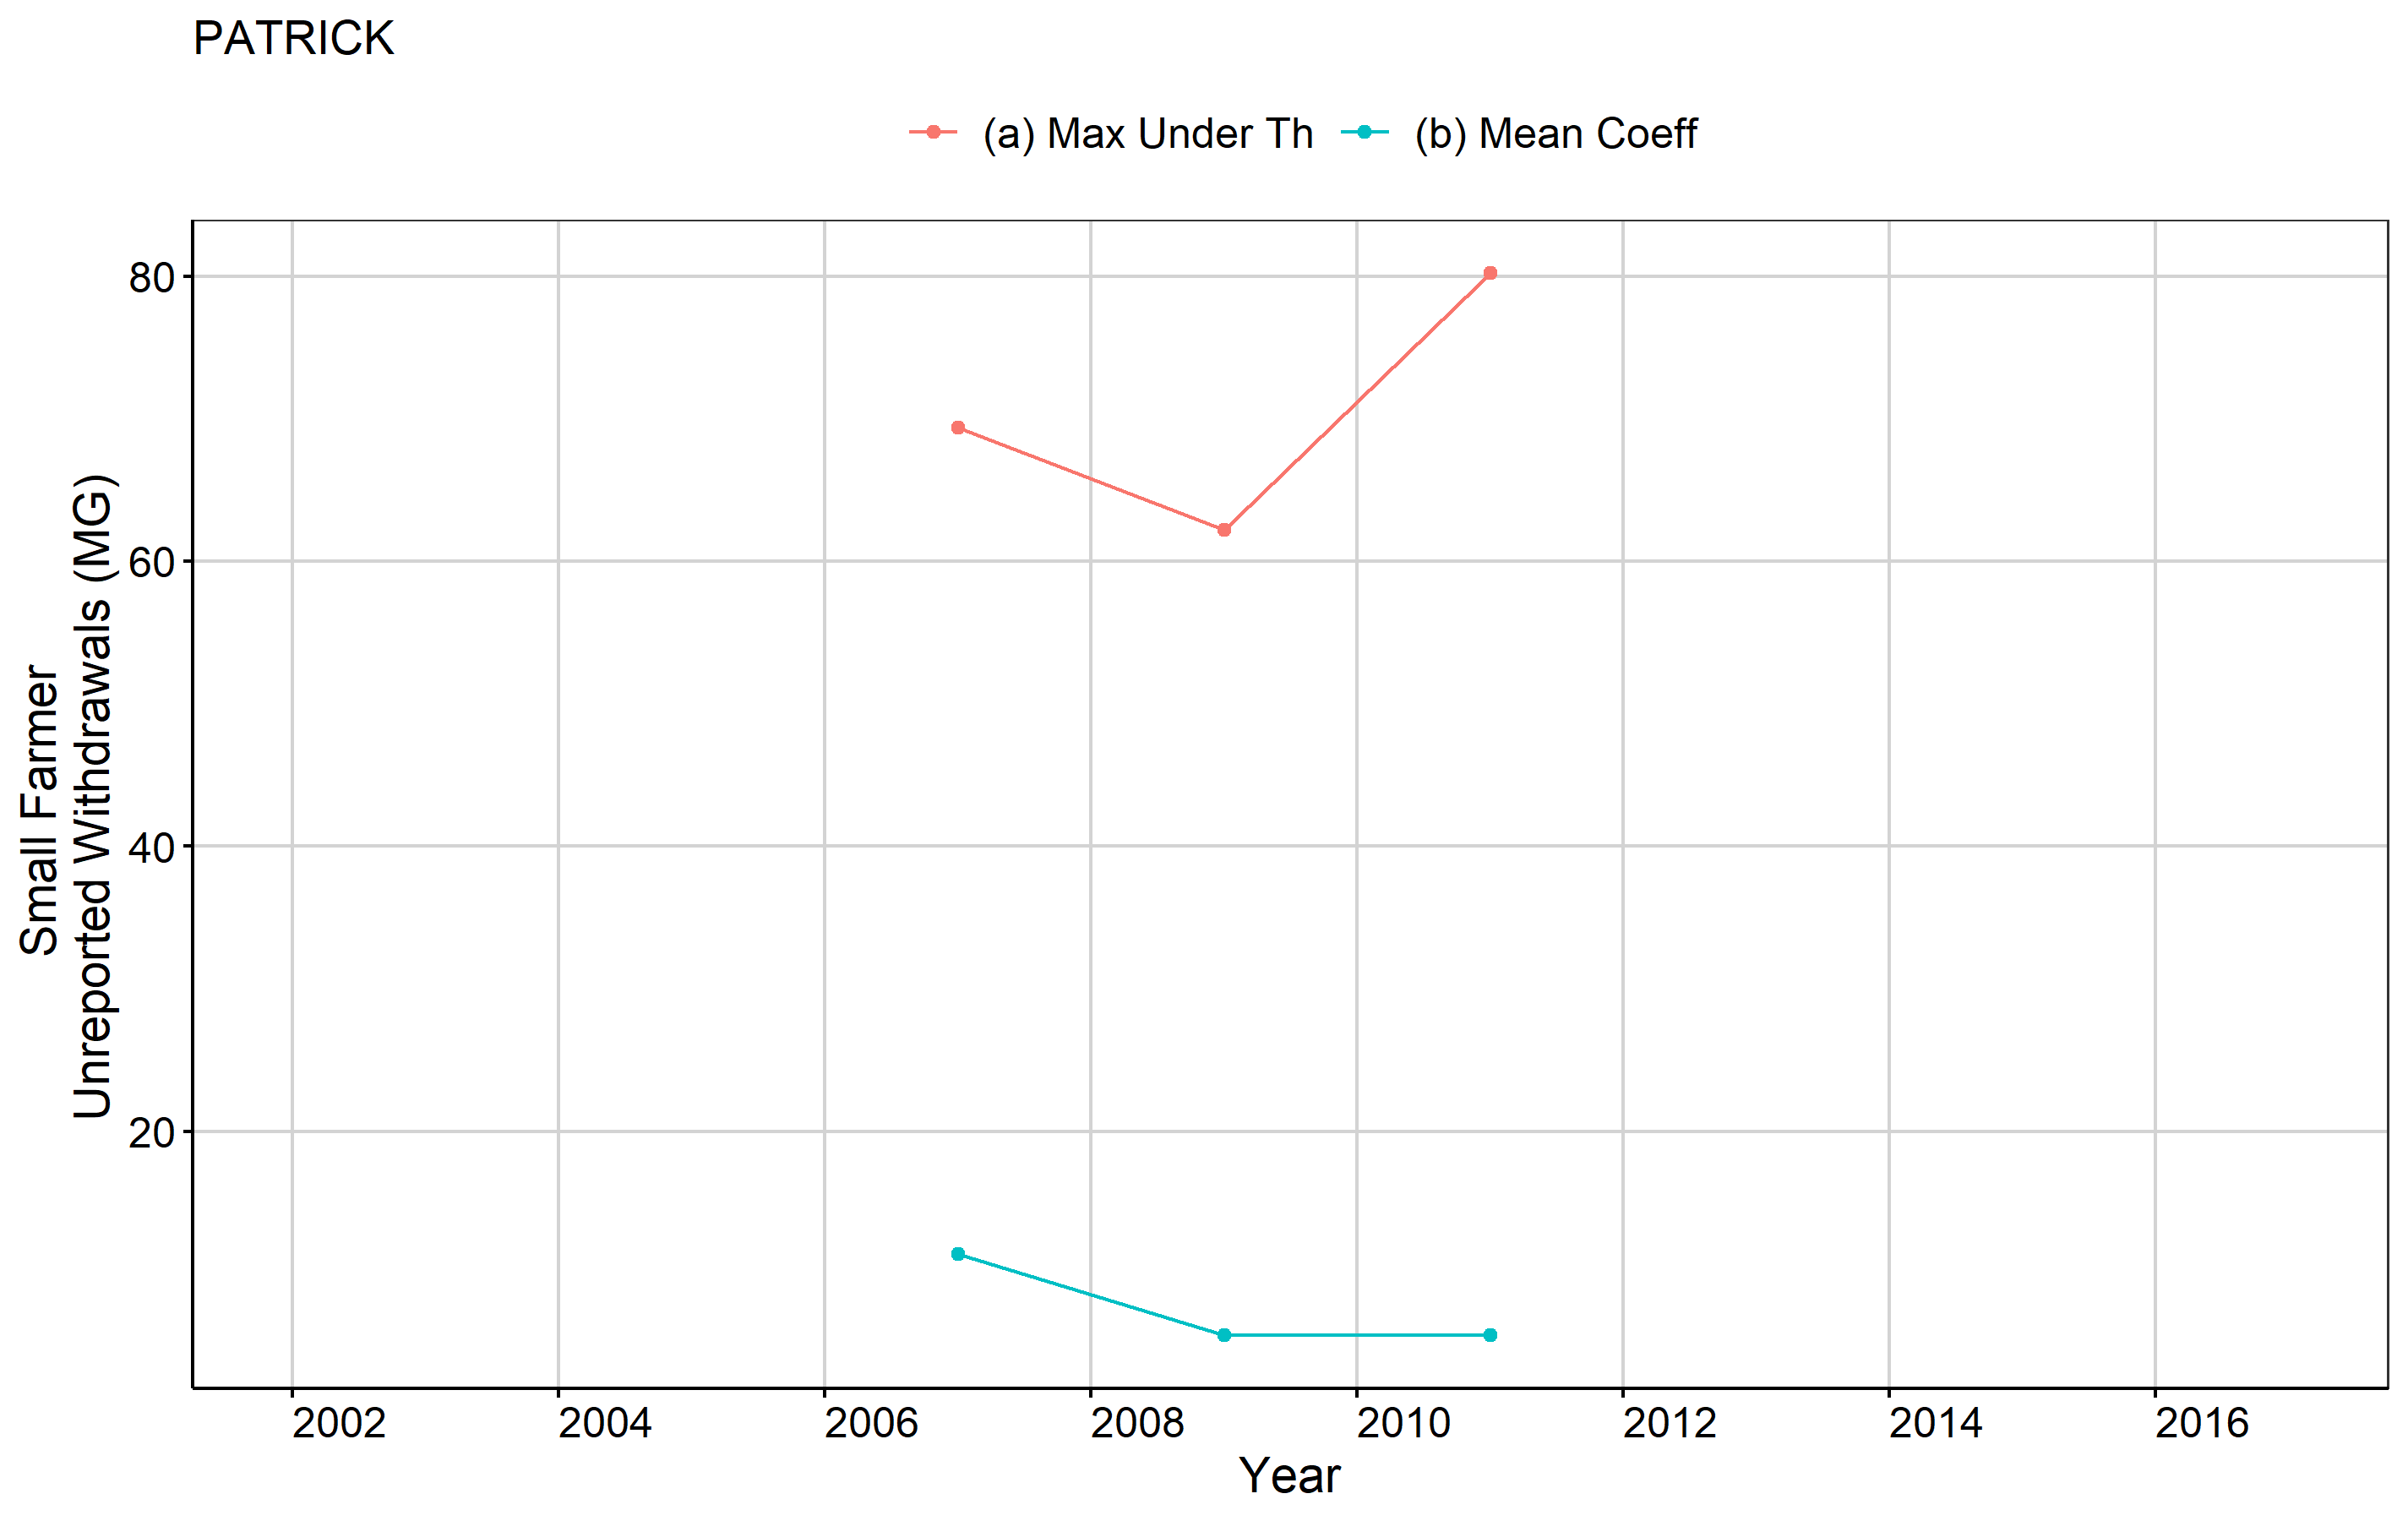 PATRICK
(a) Max Under Th (b) Mean Coeff
Small Farmer
Unreported Withdrawals (MG)
80
60
40
20
2002 2004 2006 2008 2010 2012 2014 2016
Year